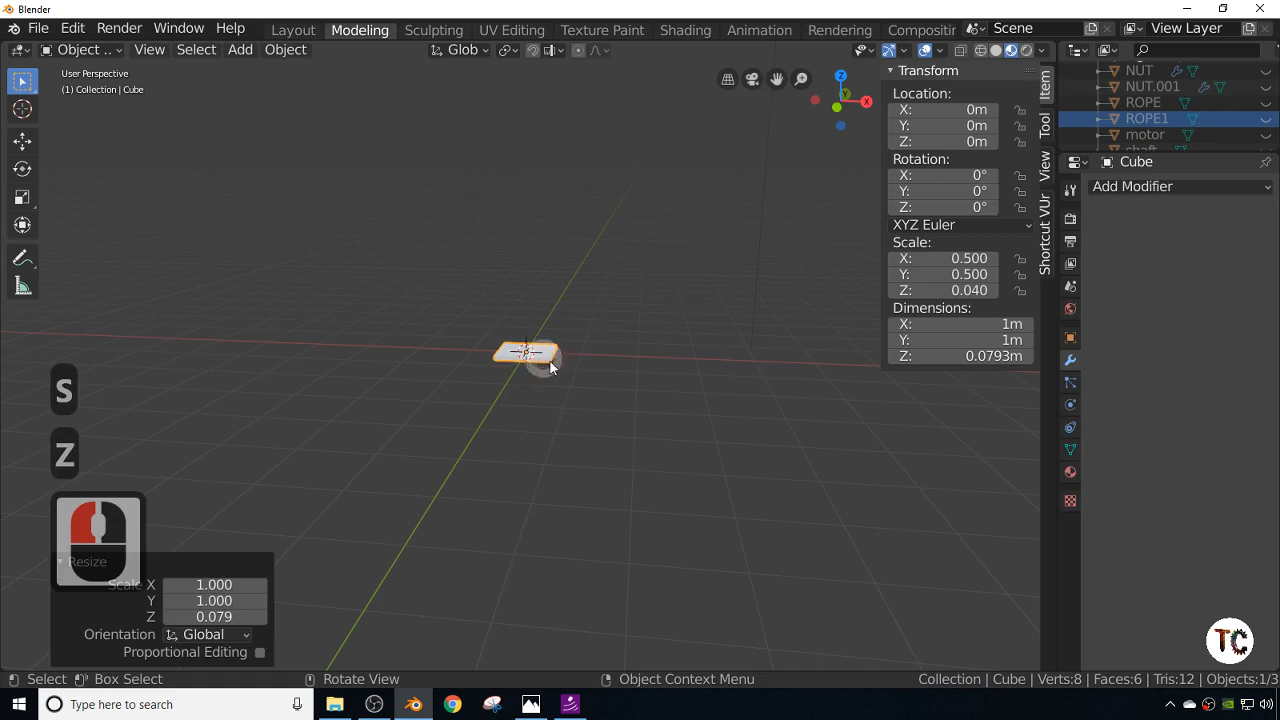 Blender
File Edit Render Window Help Layout Modeling Sculpting UV Editing Texture Paint Shading Animation Rendering Compositin Scene View Layer
Object .. View Select Add Object Glob
User Perspective
(1) Collection | Cube
Transform
Location:
X: 0m
Y: 0m
Z: 0m
Rotation:
X: 0°
Y: 0°
Z: 0°
XYZ Euler
Scale:
X: 0.500
Y: 0.500
Z: 0.040
Dimensions:
X: 1m
Y: 1m
Z: 0.0793m
Item
Tool
View
Shortcut VUr
NUT
NUT.001
ROPE
ROPE1
motor
shaft
Cube
Add Modifier
X
Y
Z
S
Z
Resize
Scale X 1.000
Y 1.000
Z 0.079
Orientation Global
Proportional Editing
TC
Select Box Select Rotate View Object Context Menu Collection | Cube | Verts:8 | Faces:6 | Tris:12 | Objects:1/3
Type here to search